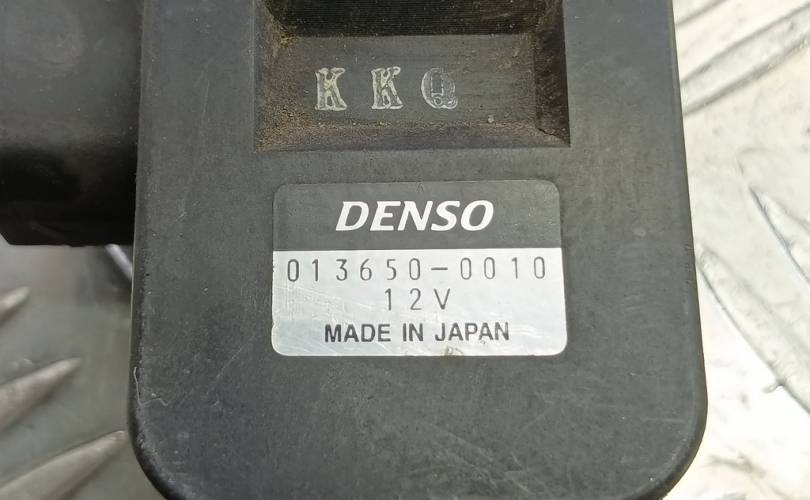 KKQ
DENSO
013650-0010
12V
MADE IN JAPAN